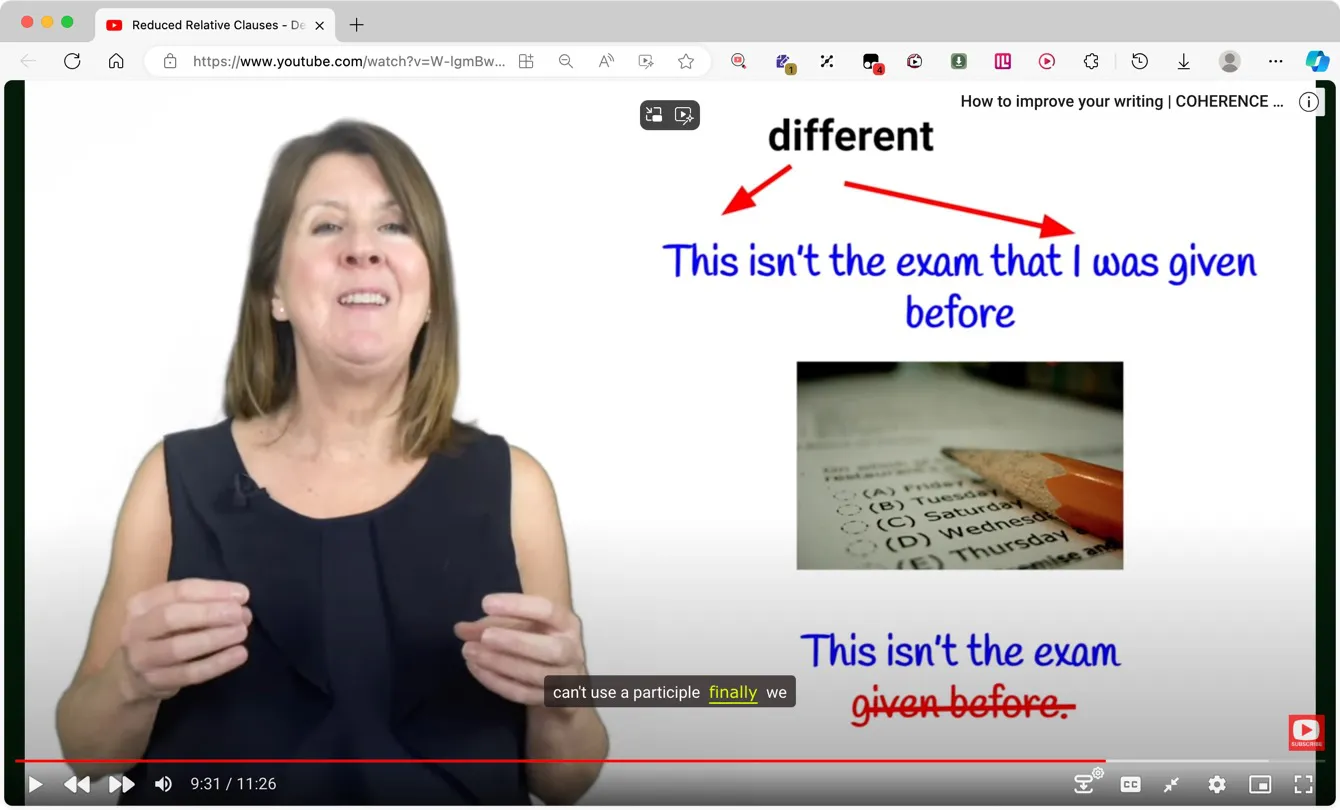 Reduced Relative Clauses - De
https://www.youtube.com/watch?v=W-IgmBw...
1
4
How to improve your writing | COHERENCE ...
different
This isn't the exam that I was given
before
(A) Friday
(B) Tuesday
(C) Saturday
(D) Wednesda
(E) Thursday
This isn't the exam
given before.
can't use a participle finally we
SUBSCRIBE
9:31 / 11:26
CC